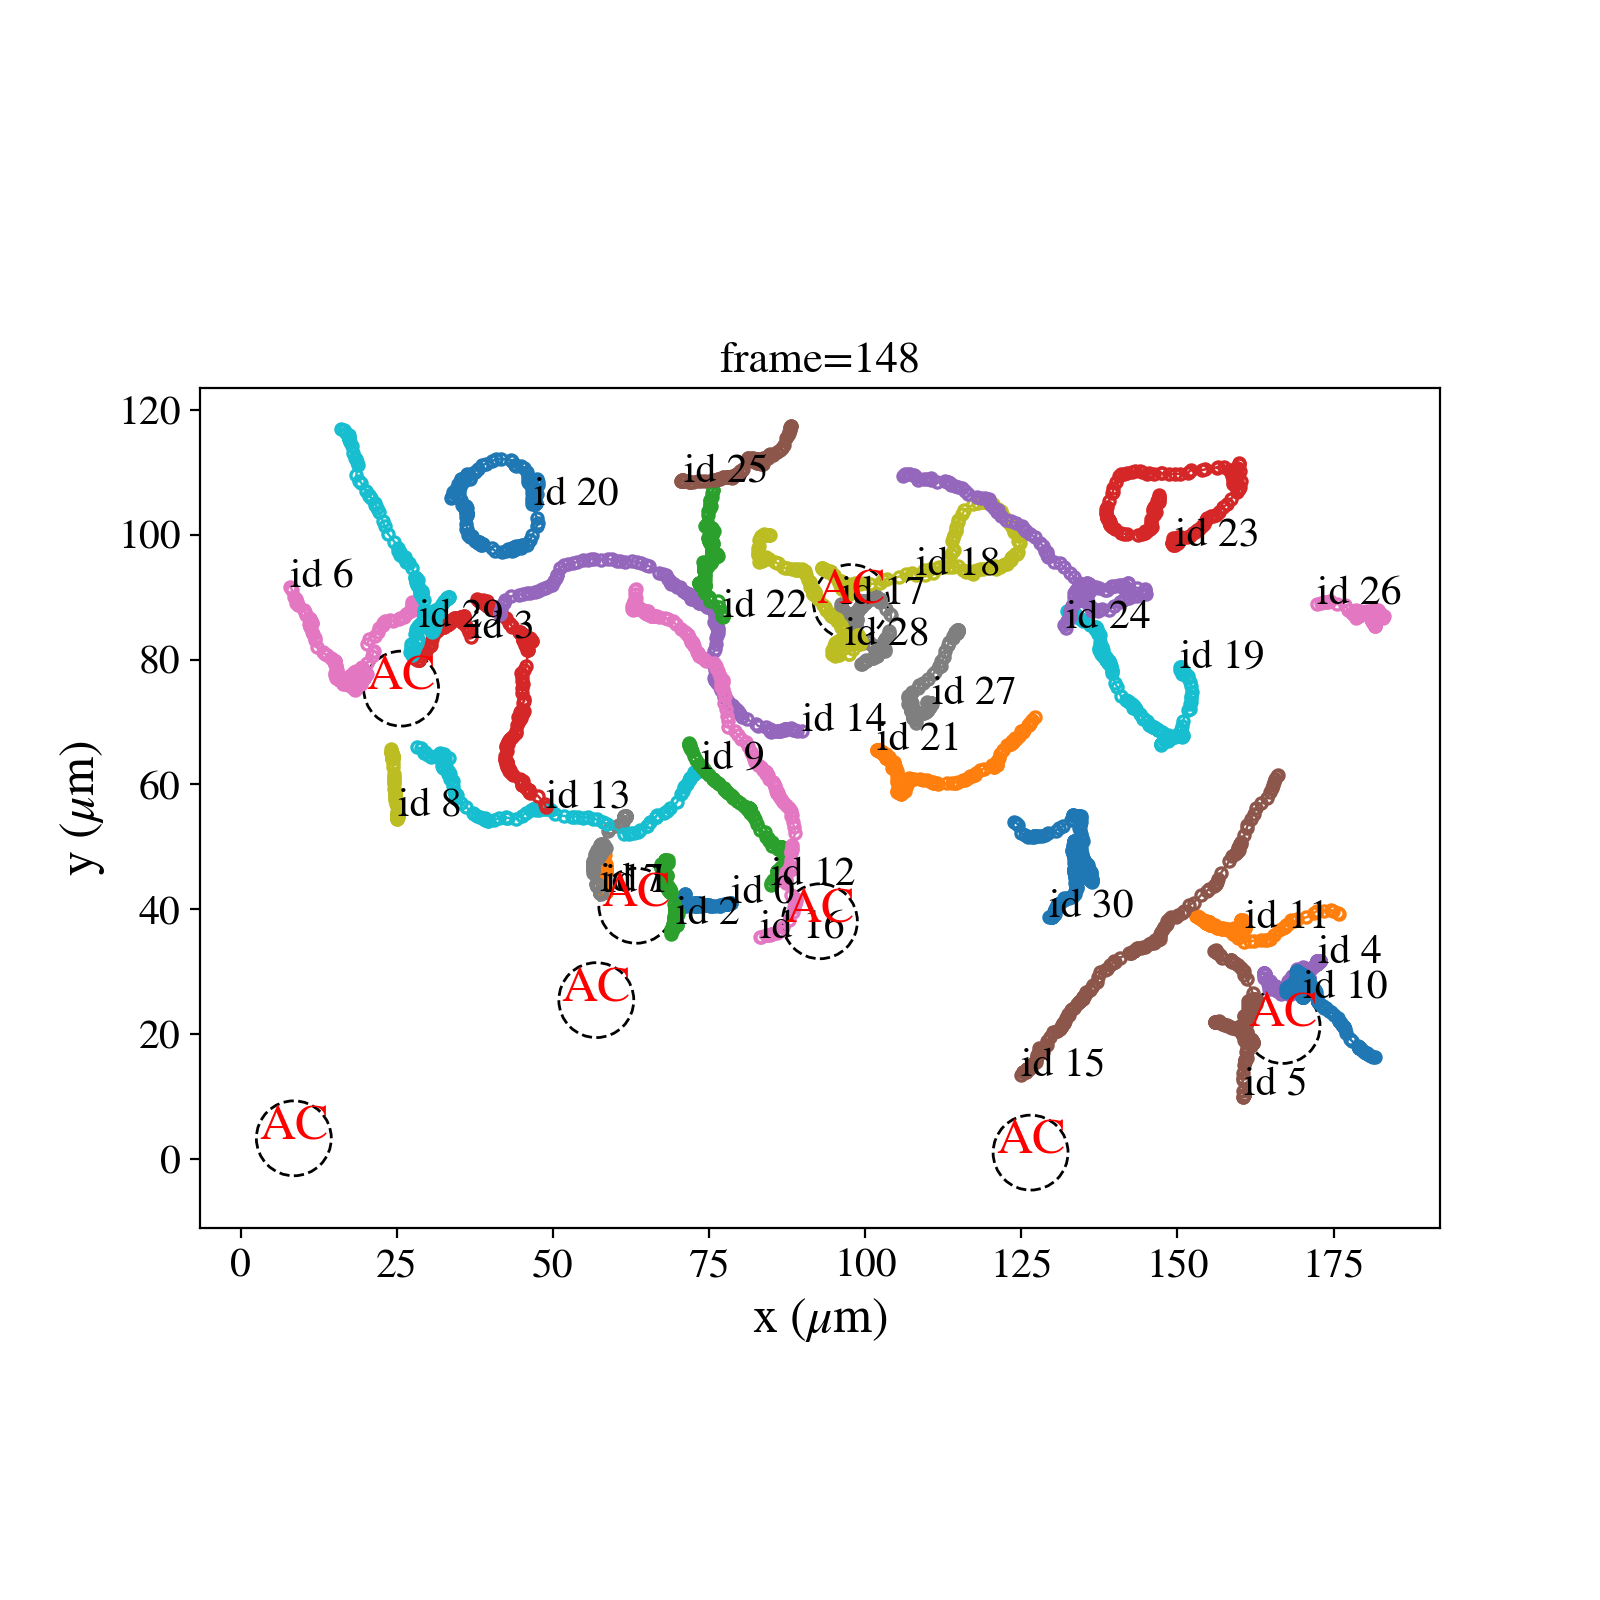 frame=148
y (μm)
120
100
80
60
40
20
0
id 25
id 20
id 23
id 6
id 18
id 17
AC
id 26
id 22
id 29
id 3
id 24
id 28
id 19
AC
id 27
id 14
id 21
id 9
id 13
id 8
id 12
id 1
AC
id 0
id 2
AC
id 16
id 30
id 11
id 4
id 10
AC
AC
id 15
id 5
AC
AC
0
25
50
75
100
125
150
175
x (μm)